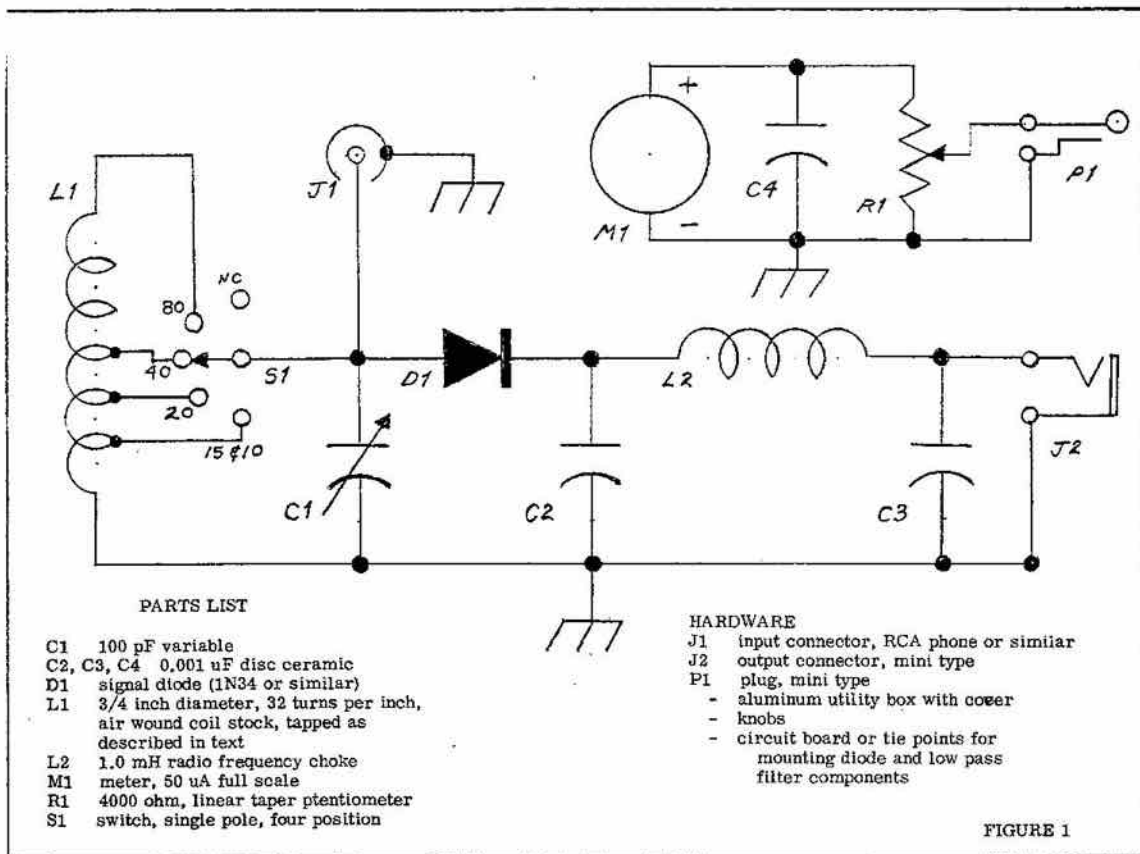 L1
J1
M1
+
-
C4
R1
P1
NC
80
40
20
15 & 10
S1
D1
L2
C1
C2
C3
J2
PARTS LIST
C1 100 pF variable
C2, C3, C4 0.001 uF disc ceramic
D1 signal diode (1N34 or similar)
L1 3/4 inch diameter, 32 turns per inch,
air wound coil stock, tapped as
described in text
L2 1.0 mH radio frequency choke
M1 meter, 50 uA full scale
R1 4000 ohm, linear taper ptentiometer
S1 switch, single pole, four position
HARDWARE
J1 input connector, RCA phone or similar
J2 output connector, mini type
P1 plug, mini type
- aluminum utility box with cover
- knobs
- circuit board or tie points for
mounting diode and low pass
filter components
FIGURE 1